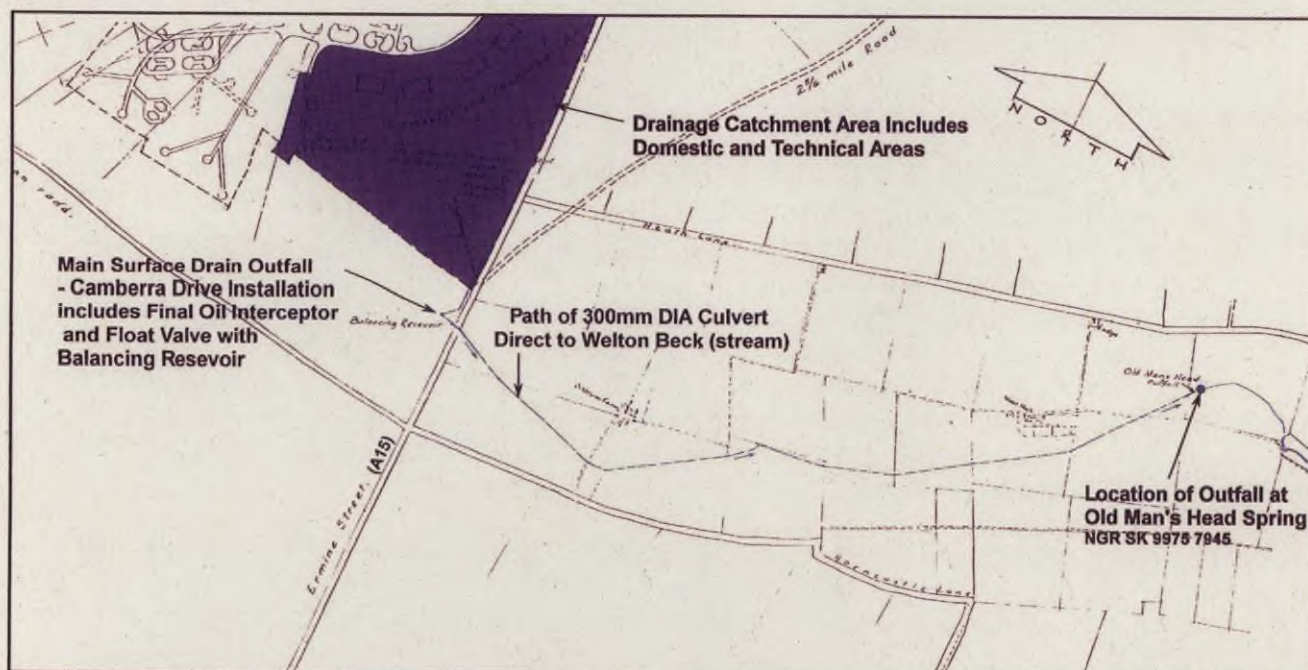 2¾ mile Road
NORTH
Drainage Catchment Area Includes
Domestic and Technical Areas
Heath Lane
Main Surface Drain Outfall
- Camberra Drive Installation
includes Final Oil Interceptor
and Float Valve with
Balancing Resevoir
Balancing Reservoir
Path of 300mm DIA Culvert
Direct to Welton Beck (stream)
Old Mans Head
Outfall
Ermine Street. (A15)
Location of Outfall at
Old Man's Head Spring
NGR SK 9975 7945
Horncastle Lane